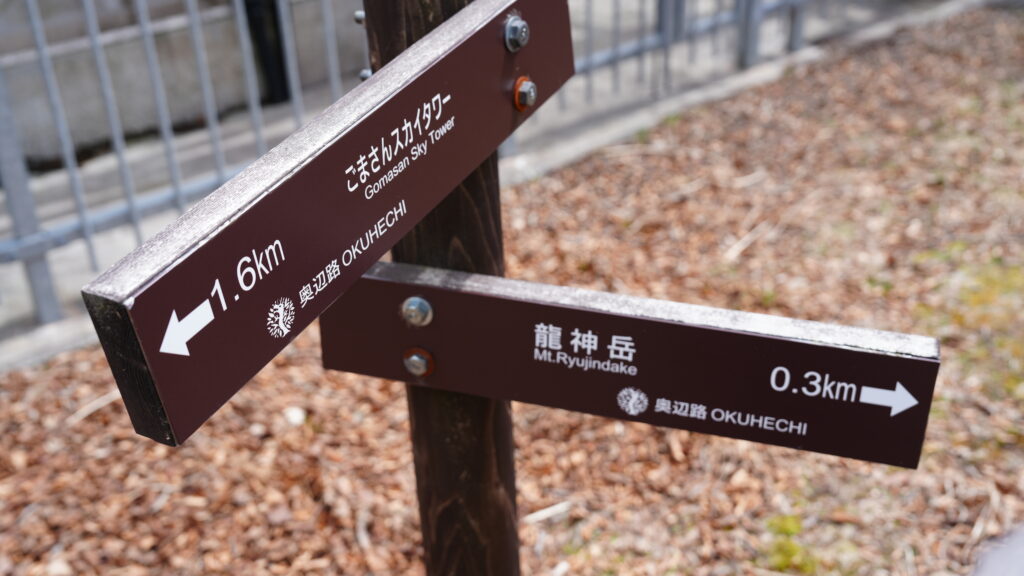 ごまさんスカイタワー
Gomasan Sky Tower
1.6km
奥辺路 OKUHECHI
龍神岳
Mt.Ryujindake
0.3km
奥辺路 OKUHECHI